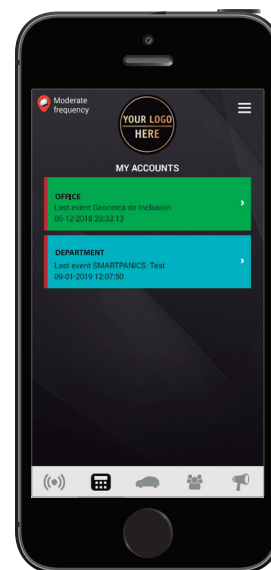 Moderate
frequency
YOUR LOGO
HERE
MY ACCOUNTS
OFFICE
Last event Geocerca de Inclusion
06-12-2018 20:33:13
DEPARTMENT
Last event SMARTPANICS: Test
09-01-2019 12:07:50